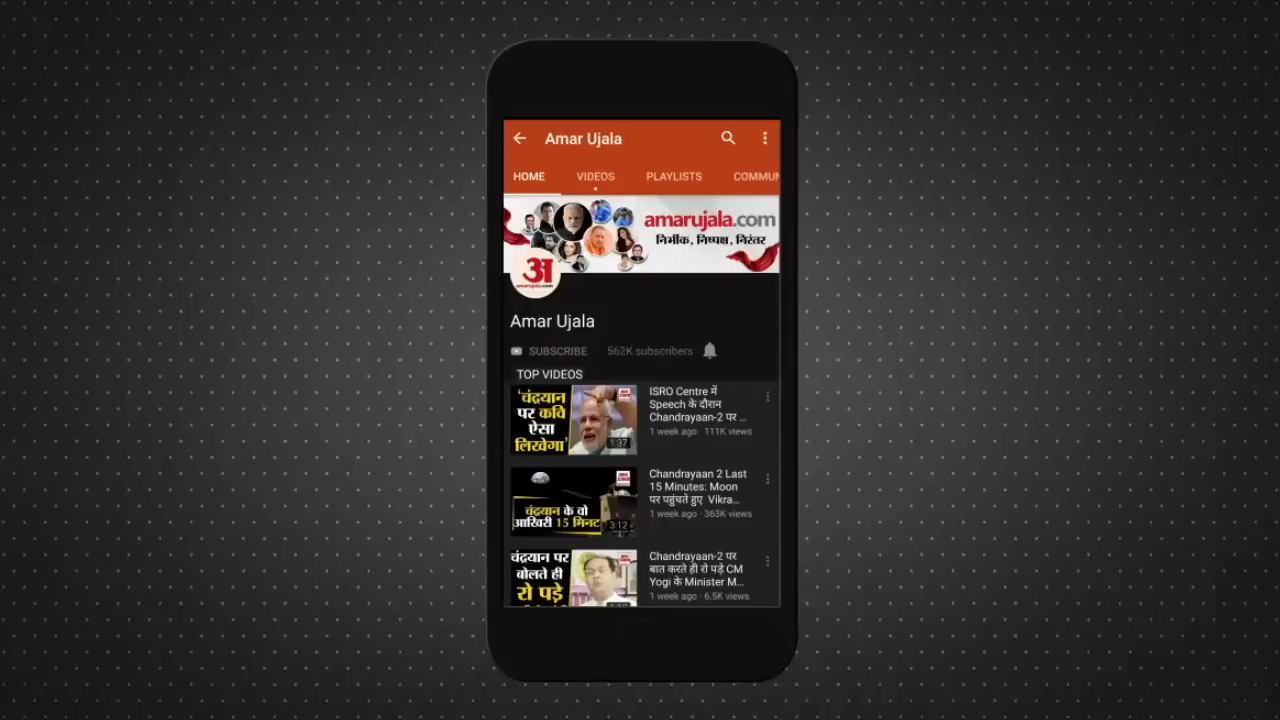 Amar Ujala
HOME VIDEOS PLAYLISTS COMMUN
amarujala.com
निर्भीक, निष्पक्ष, निरंतर
अ
amarujala.com
Amar Ujala
SUBSCRIBE 562K subscribers
TOP VIDEOS
'चंद्रयान
पर कवि
ऐसा
लिखेगा'
1:37
ISRO Centre में
Speech के दौरान
Chandrayaan-2 पर ...
1 week ago · 111K views
चंद्रयान के वो
आखिरी 15 मिनट
3:12
Chandrayaan 2 Last
15 Minutes: Moon
पर पहुंचते हुए Vikra...
1 week ago · 363K views
चंद्रयान पर
बोलते ही
रो पड़े
Chandrayaan-2 पर
बात करते ही रो पड़े CM
Yogi के Minister M...
1 week ago · 6.5K views